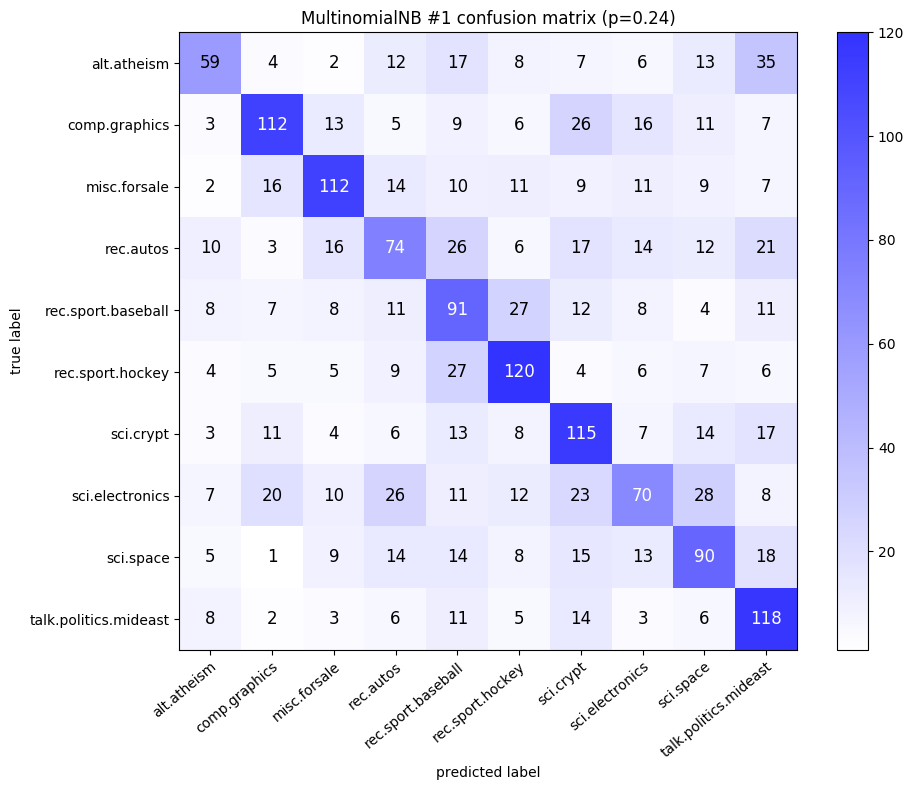 MultinomialNB #1 confusion matrix (p=0.24)
alt.atheism 59 4 2 12 17 8 7 6 13 35
comp.graphics 3 112 13 5 9 6 26 16 11 7
misc.forsale 2 16 112 14 10 11 9 11 9 7
rec.autos 10 3 16 74 26 6 17 14 12 21
rec.sport.baseball 8 7 8 11 91 27 12 8 4 11
rec.sport.hockey 4 5 5 9 27 120 4 6 7 6
sci.crypt 3 11 4 6 13 8 115 7 14 17
sci.electronics 7 20 10 26 11 12 23 70 28 8
sci.space 5 1 9 14 14 8 15 13 90 18
talk.politics.mideast 8 2 3 6 11 5 14 3 6 118
true label
alt.atheism
comp.graphics
misc.forsale
rec.autos
rec.sport.baseball
rec.sport.hockey
sci.crypt
sci.electronics
sci.space
talk.politics.mideast
predicted label
120
100
80
60
40
20